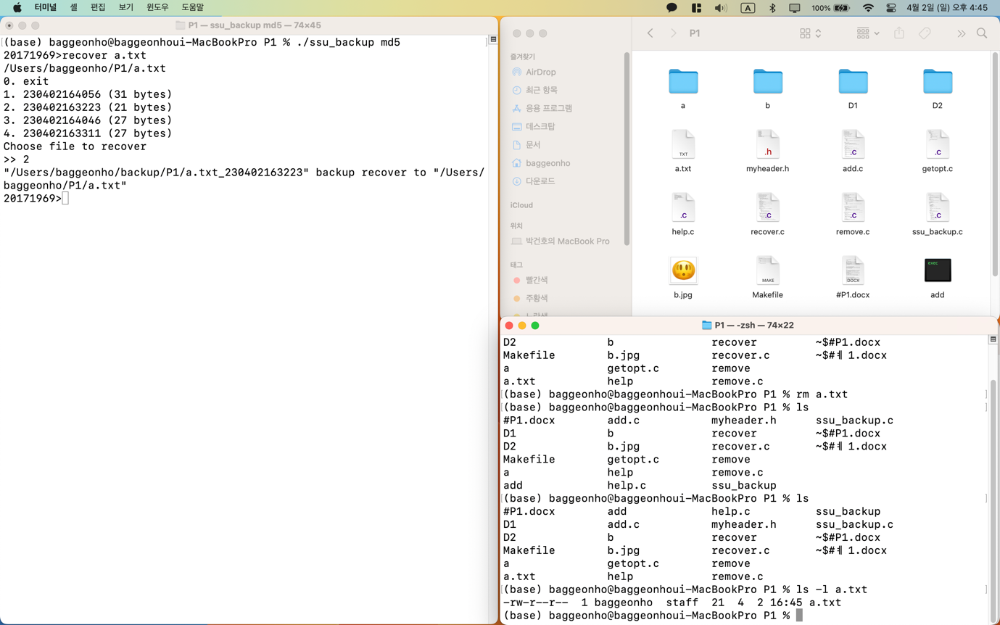 터미널 셸 편집 보기 윈도우 도움말
A 100% 4월 2일 (일) 오후 4:45
P1 — ssu_backup md5 — 74×45
(base) baggeonho@baggeonhoui-MacBookPro P1 % ./ssu_backup md5
20171969>recover a.txt
/Users/baggeonho/P1/a.txt
0. exit
1. 230402164056 (31 bytes)
2. 230402163223 (21 bytes)
3. 230402164046 (27 bytes)
4. 230402163311 (27 bytes)
Choose file to recover
>> 2
"/Users/baggeonho/backup/P1/a.txt_230402163223" backup recover to "/Users/
baggeonho/P1/a.txt"
20171969>
P1
즐겨찾기
AirDrop
최근 항목
응용 프로그램
데스크탑
문서
baggeonho
다운로드
iCloud
위치
박건호의 MacBook Pro
태그
빨간색
주황색
노란색
a b D1 D2
TXT .h .c .c
a.txt myheader.h add.c getopt.c
.c .c .c .c
help.c recover.c remove.c ssu_backup.c
MAKE DOCX exec
b.jpg Makefile #P1.docx add
P1 — -zsh — 74×22
D2 b recover ~$#P1.docx
Makefile b.jpg recover.c ~$# 1.docx
a getopt.c remove
a.txt help remove.c
(base) baggeonho@baggeonhoui-MacBookPro P1 % rm a.txt
(base) baggeonho@baggeonhoui-MacBookPro P1 % ls
#P1.docx add.c myheader.h ssu_backup.c
D1 b recover ~$#P1.docx
D2 b.jpg recover.c ~$# 1.docx
Makefile getopt.c remove
a help remove.c
add help.c ssu_backup
(base) baggeonho@baggeonhoui-MacBookPro P1 % ls
#P1.docx add help.c ssu_backup
D1 add.c myheader.h ssu_backup.c
D2 b recover ~$#P1.docx
Makefile b.jpg recover.c ~$# 1.docx
a getopt.c remove
a.txt help remove.c
(base) baggeonho@baggeonhoui-MacBookPro P1 % ls -l a.txt
-rw-r--r-- 1 baggeonho staff 21 4 2 16:45 a.txt
(base) baggeonho@baggeonhoui-MacBookPro P1 %